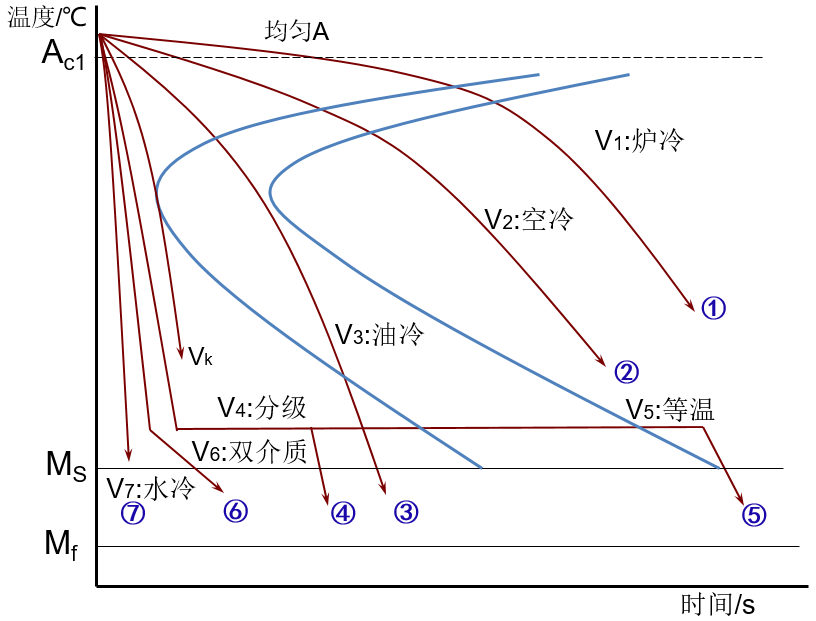 温度/℃
均匀A
Ac1
V1:炉冷
V2:空冷
①
V3:油冷
Vk
②
V4:分级
V5:等温
V6:双介质
MS
V7:水冷
⑦
⑥
④
③
⑤
Mf
时间/s